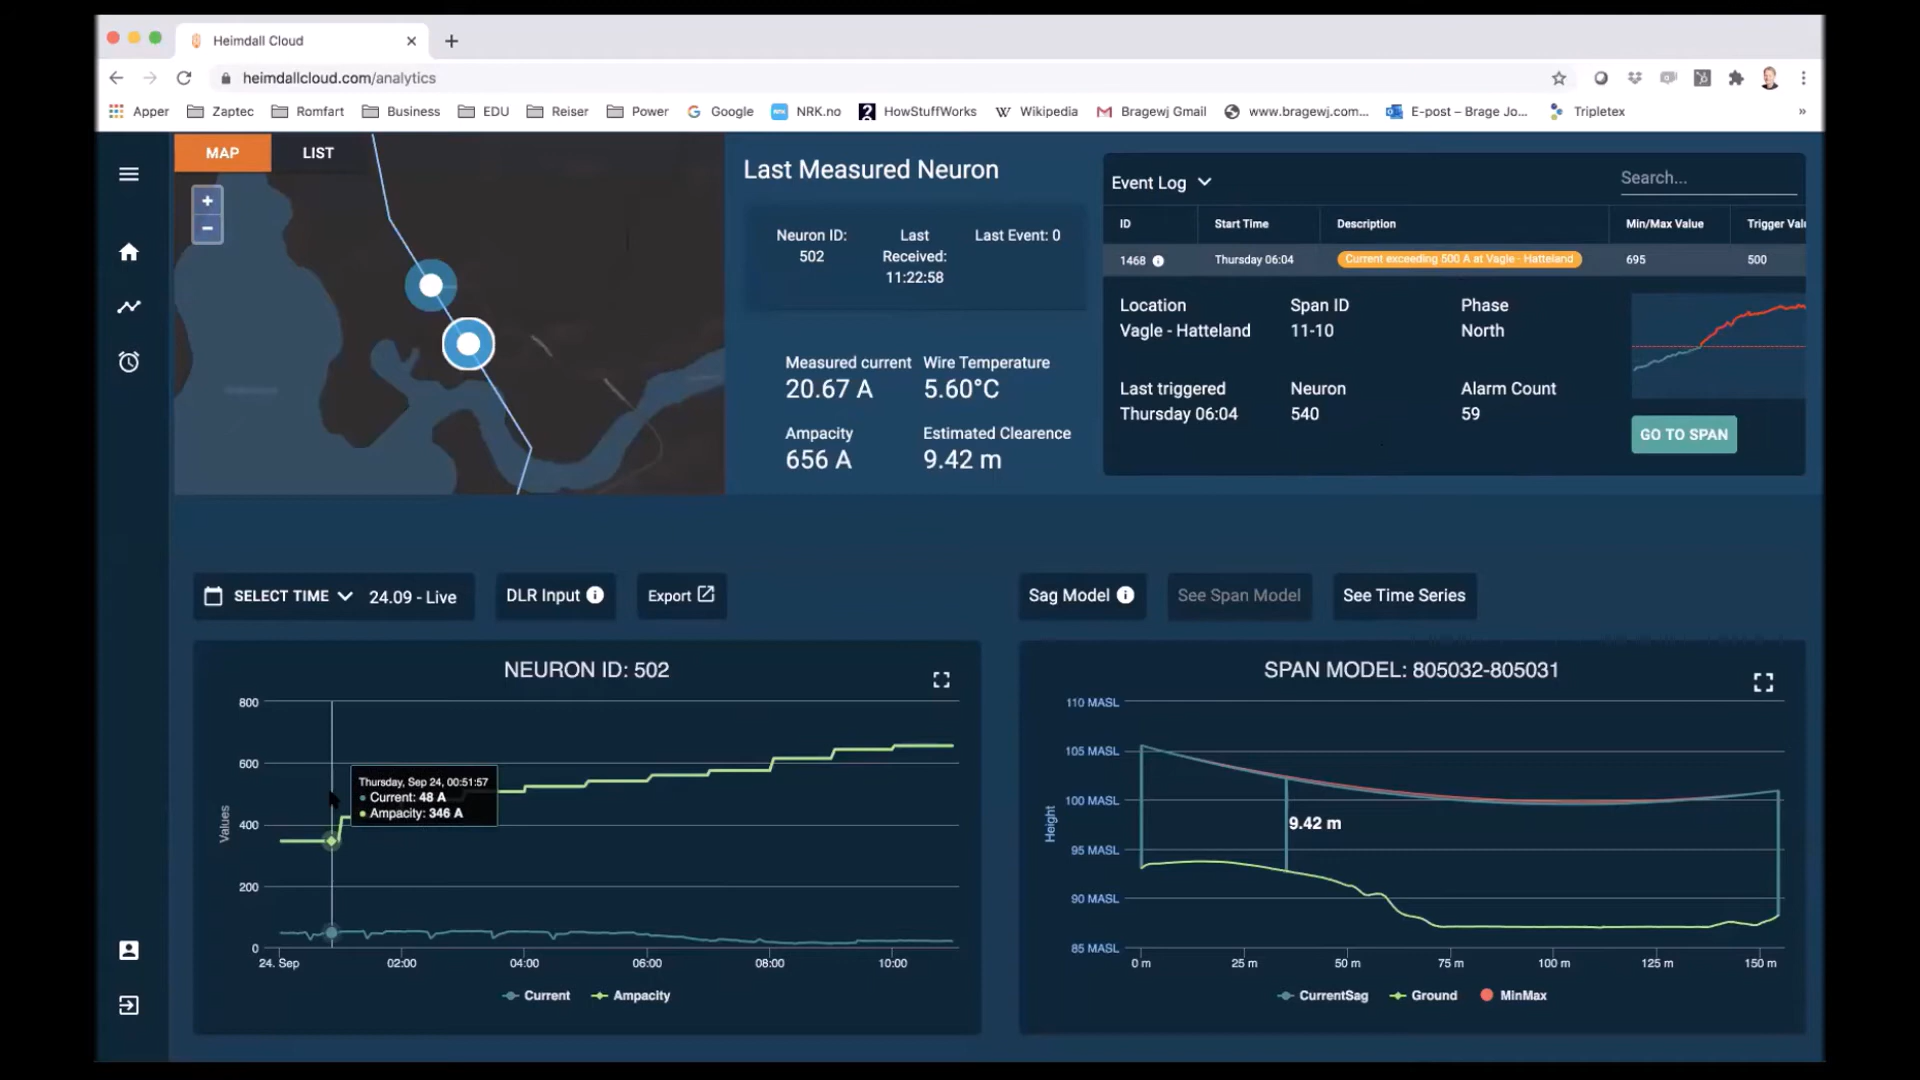 Heimdall Cloud
heimdallcloud.com/analytics
Apper Zaptec Romfart Business EDU Reiser Power Google NRK.no HowStuffWorks Wikipedia Bragewj Gmail www.bragewj.com... E-post – Brage Jo... Tripletex »
MAP LIST
+
−
Last Measured Neuron
Neuron ID:
502
Last
Received:
11:22:58
Last Event: 0
Measured current
20.67 A
Wire Temperature
5.60°C
Ampacity
656 A
Estimated Clearence
9.42 m
Event Log
Search...
ID Start Time Description Min/Max Value Trigger Valu
1468 Thursday 06:04 Current exceeding 500 A at Vagle - Hatteland 695 500
Location
Vagle - Hatteland
Span ID
11-10
Phase
North
Last triggered
Thursday 06:04
Neuron
540
Alarm Count
59
GO TO SPAN
SELECT TIME 24.09 - Live
DLR Input
Export
Sag Model
See Span Model
See Time Series
NEURON ID: 502
800
600
400
200
0
Values
Thursday, Sep 24, 00:51:57
Current: 48 A
Ampacity: 346 A
24. Sep 02:00 04:00 06:00 08:00 10:00
Current Ampacity
SPAN MODEL: 805032-805031
110 MASL
105 MASL
100 MASL
95 MASL
90 MASL
85 MASL
Height
9.42 m
0 m 25 m 50 m 75 m 100 m 125 m 150 m
CurrentSag Ground MinMax